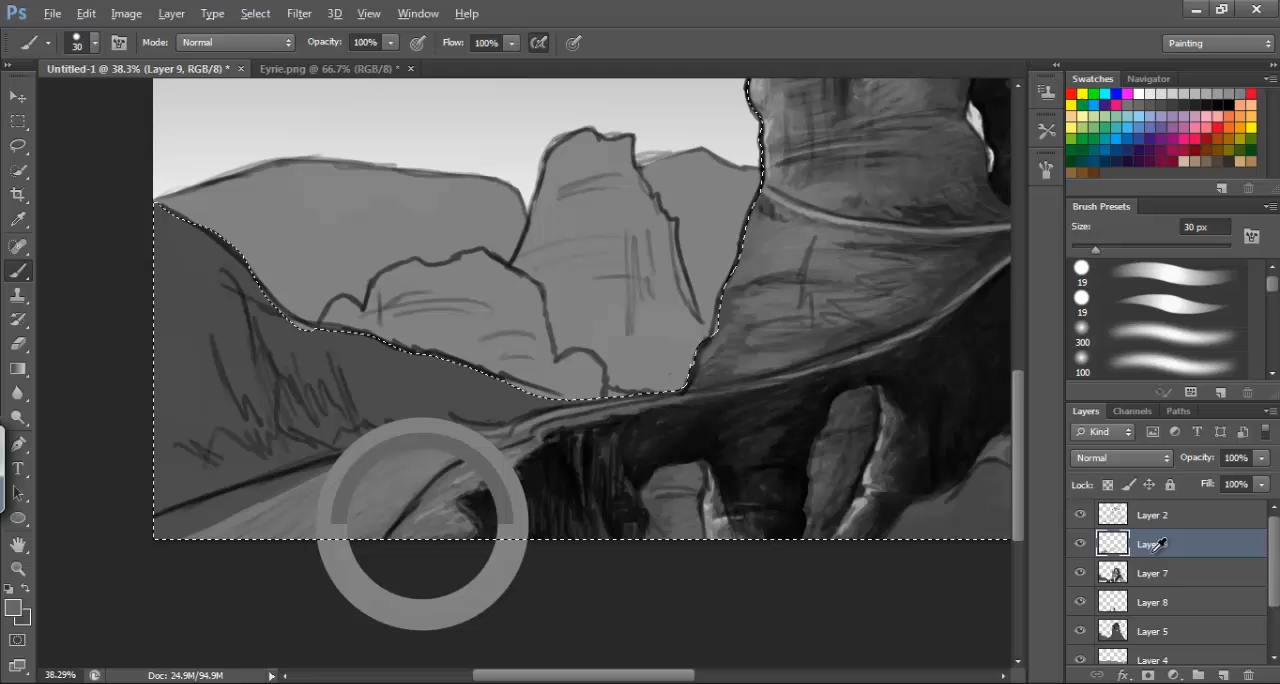 Ps File Edit Image Layer Type Select Filter 3D View Window Help
30 Mode: Normal Opacity: 100% Flow: 100% Painting
Untitled-1 @ 38.3% (Layer 9, RGB/8) * × Eyrie.png @ 66.7% (RGB/8) * ×
Swatches Navigator
Brush Presets
Size: 30 px
19
19
300
100
Layers Channels Paths
Kind
Normal Opacity: 100%
Lock: Fill: 100%
Layer 2
Layer 7
Layer 8
Layer 5
Layer 4
38.29% Doc: 24.9M/94.9M